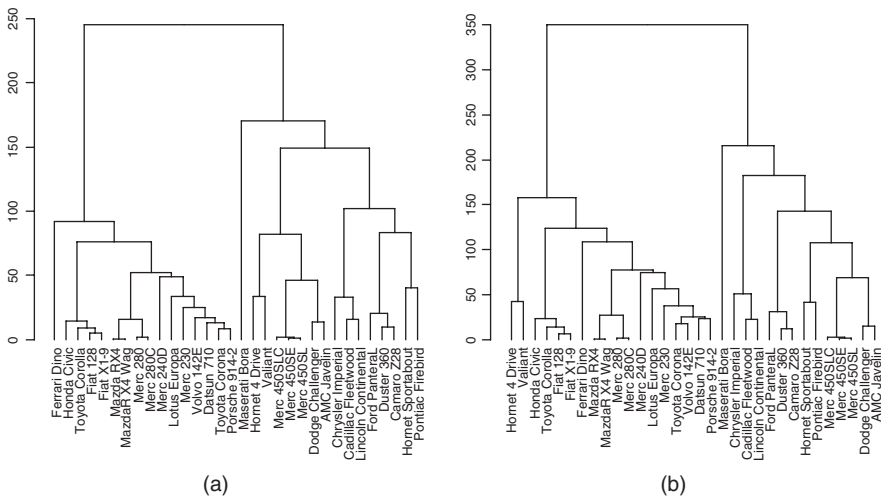 250
200
150
100
50
0
Ferrari Dino
Honda Civic
Toyota Corolla
Fiat 128
Fiat X1-9
Mazda RX4
MazdaR X4 Wag
Merc 280
Merc 280C
Merc 240D
Lotus Europa
Merc 230
Volvo 142E
Datsun 710
Toyota Corona
Porsche 914-2
Maserati Bora
Hornet 4 Drive
Valiant
Merc 450SLC
Merc 450SE
Merc 450SL
Dodge Challenger
AMC Javelin
Chrysler Imperial
Cadillac Fleetwood
Lincoln Continental
Ford PanteraL
Duster 360
Camaro Z28
Hornet Sportabout
Pontiac Firebird
(a)
350
300
250
200
150
100
50
0
Hornet 4 Drive
Valiant
Honda Civic
Toyota Corolla
Fiat 128
Fiat X1-9
Ferrari Dino
Mazda RX4
MazdaR X4 Wag
Merc 280
Merc 280C
Merc 240D
Lotus Europa
Merc 230
Toyota Corona
Volvo 142E
Datsun 710
Porsche 914-2
Maserati Bora
Chrysler Imperial
Cadillac Fleetwood
Lincoln Continental
Ford PanteraL
Duster 360
Camaro Z28
Hornet Sportabout
Pontiac Firebird
Merc 450SLC
Merc 450SE
Merc 450SL
Dodge Challenger
AMC Javelin
(b)